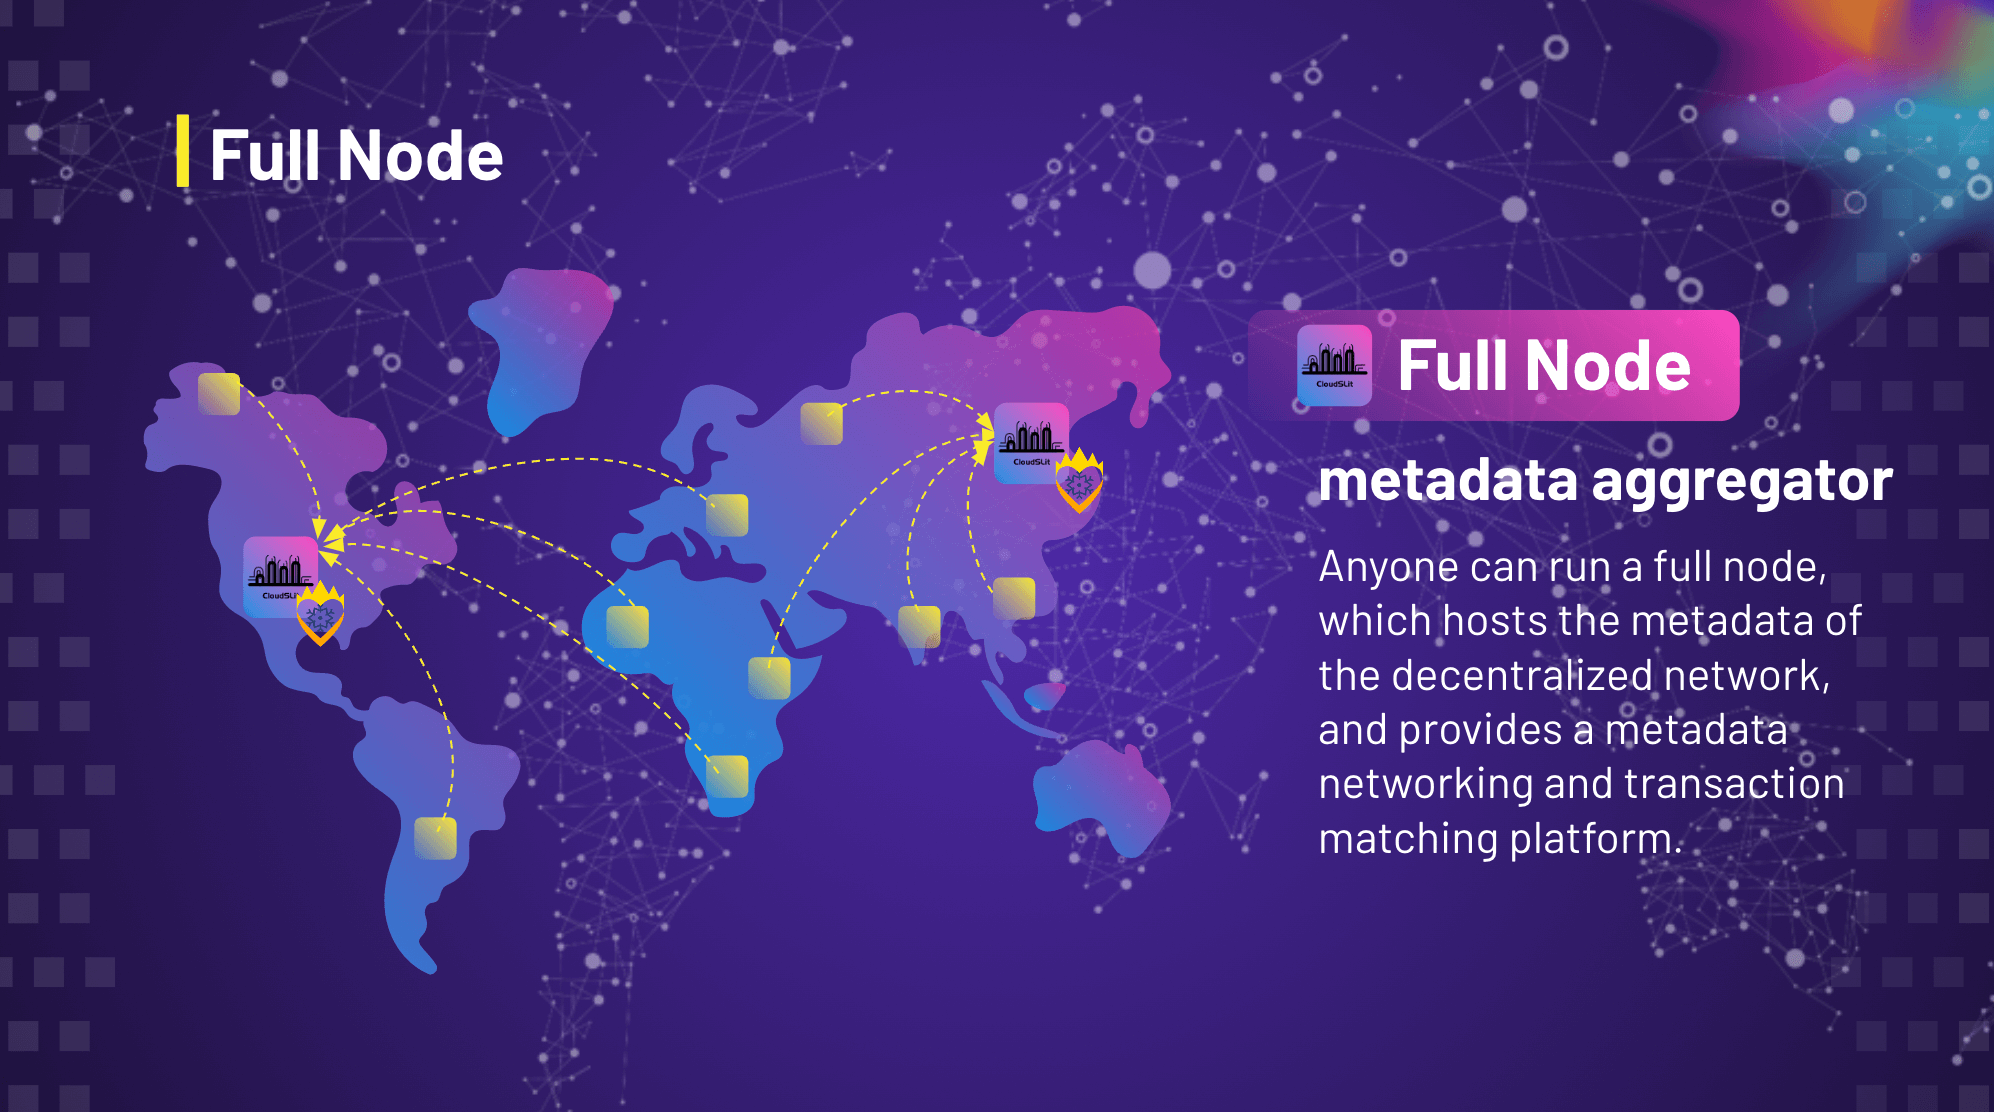 Full Node
CloudSLit
Full Node
CloudSLit
metadata aggregator
Anyone can run a full node,
which hosts the metadata of
the decentralized network,
and provides a metadata
networking and transaction
matching platform.